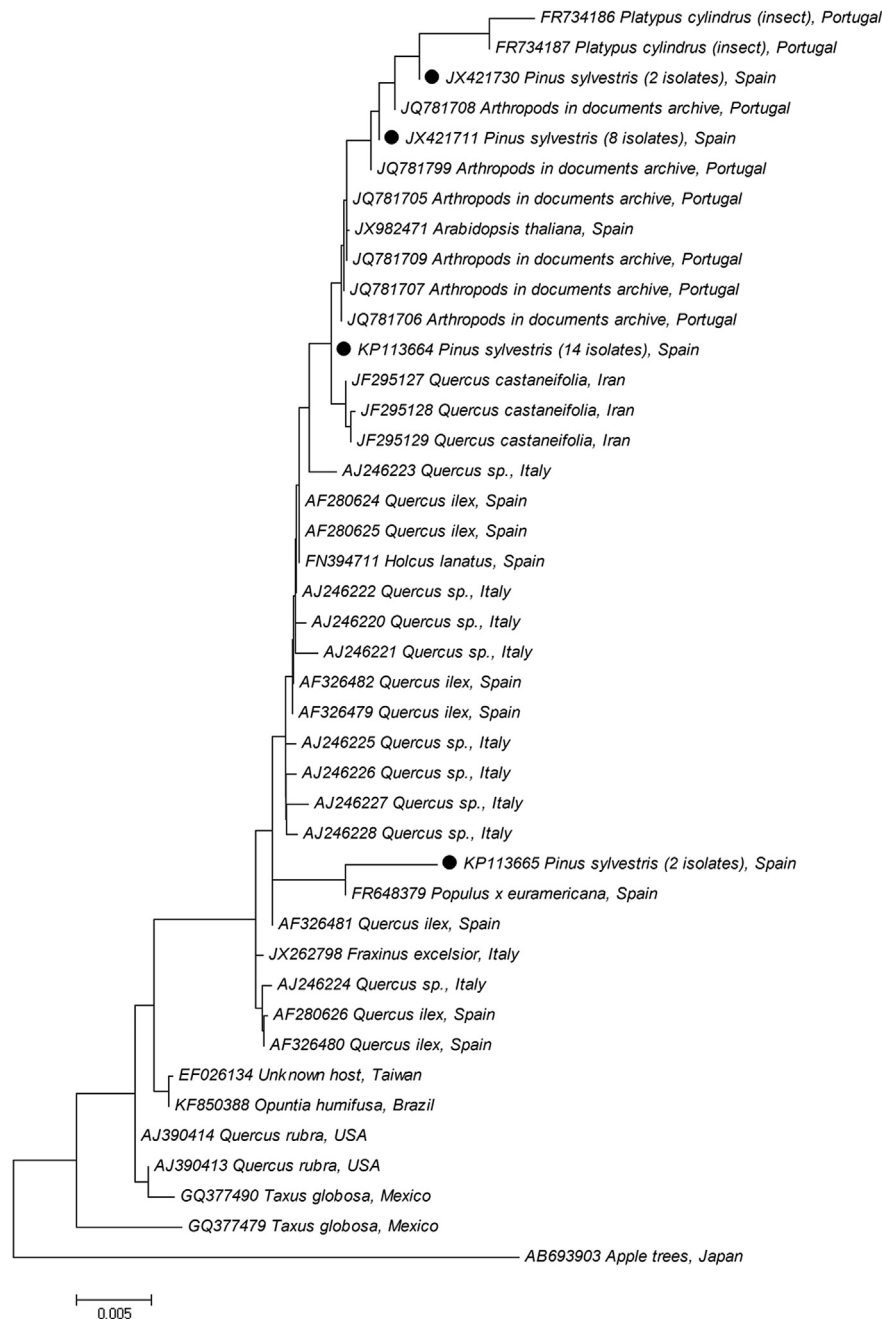 FR734186 Platypus cylindrus (insect), Portugal
FR734187 Platypus cylindrus (insect), Portugal
JX421730 Pinus sylvestris (2 isolates), Spain
JQ781708 Arthropods in documents archive, Portugal
JX421711 Pinus sylvestris (8 isolates), Spain
JQ781799 Arthropods in documents archive, Portugal
JQ781705 Arthropods in documents archive, Portugal
JX982471 Arabidopsis thaliana, Spain
JQ781709 Arthropods in documents archive, Portugal
JQ781707 Arthropods in documents archive, Portugal
JQ781706 Arthropods in documents archive, Portugal
KP113664 Pinus sylvestris (14 isolates), Spain
JF295127 Quercus castaneifolia, Iran
JF295128 Quercus castaneifolia, Iran
JF295129 Quercus castaneifolia, Iran
AJ246223 Quercus sp., Italy
AF280624 Quercus ilex, Spain
AF280625 Quercus ilex, Spain
FN394711 Holcus lanatus, Spain
AJ246222 Quercus sp., Italy
AJ246220 Quercus sp., Italy
AJ246221 Quercus sp., Italy
AF326482 Quercus ilex, Spain
AF326479 Quercus ilex, Spain
AJ246225 Quercus sp., Italy
AJ246226 Quercus sp., Italy
AJ246227 Quercus sp., Italy
AJ246228 Quercus sp., Italy
KP113665 Pinus sylvestris (2 isolates), Spain
FR648379 Populus x euramericana, Spain
AF326481 Quercus ilex, Spain
JX262798 Fraxinus excelsior, Italy
AJ246224 Quercus sp., Italy
AF280626 Quercus ilex, Spain
AF326480 Quercus ilex, Spain
EF026134 Unknown host, Taiwan
KF850388 Opuntia humifusa, Brazil
AJ390414 Quercus rubra, USA
AJ390413 Quercus rubra, USA
GQ377490 Taxus globosa, Mexico
GQ377479 Taxus globosa, Mexico
AB693903 Apple trees, Japan
0.005